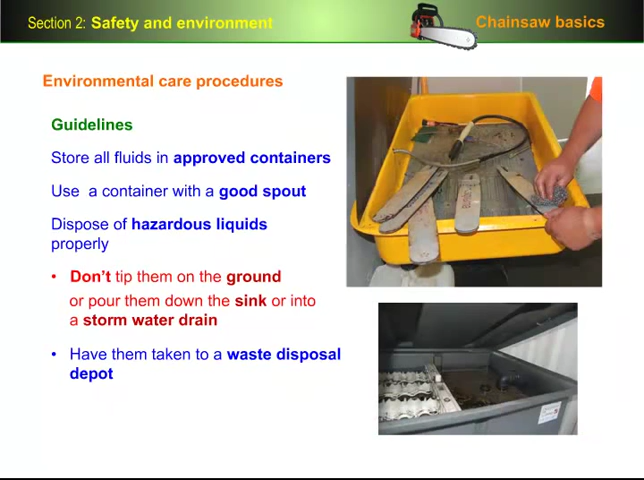 Section 2: Safety and environment
Chainsaw basics
Environmental care procedures
Guidelines
Store all fluids in approved containers
Use a container with a good spout
Dispose of hazardous liquids
properly
• Don't tip them on the ground
or pour them down the sink or into
a storm water drain
• Have them taken to a waste disposal
depot